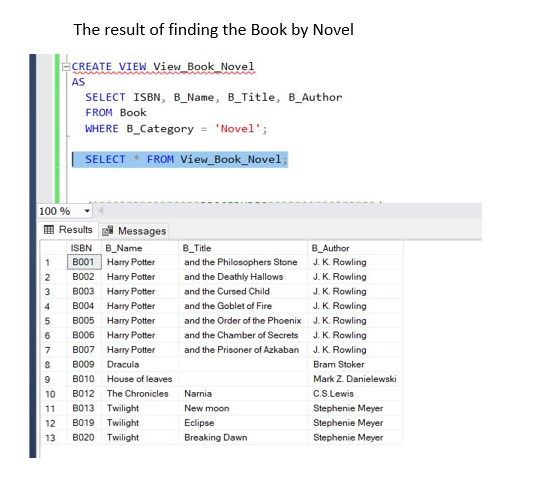 The result of finding the Book by Novel
CREATE VIEW View_Book_Novel
AS
SELECT ISBN, B_Name, B_Title, B_Author
FROM Book
WHERE B_Category = 'Novel';
SELECT * FROM View_Book_Novel;
100 %
Results Messages
ISBN B_Name B_Title B_Author
1 B001 Harry Potter and the Philosophers Stone J. K. Rowling
2 B002 Harry Potter and the Deathly Hallows J. K. Rowling
3 B003 Harry Potter and the Cursed Child J. K. Rowling
4 B004 Harry Potter and the Goblet of Fire J. K. Rowling
5 B005 Harry Potter and the Order of the Phoenix J. K. Rowling
6 B006 Harry Potter and the Chamber of Secrets J. K. Rowling
7 B007 Harry Potter and the Prisoner of Azkaban J. K. Rowling
8 B009 Dracula Bram Stoker
9 B010 House of leaves Mark Z. Danielewski
10 B012 The Chronicles Narnia C.S.Lewis
11 B013 Twilight New moon Stephenie Meyer
12 B019 Twilight Eclipse Stephenie Meyer
13 B020 Twilight Breaking Dawn Stephenie Meyer